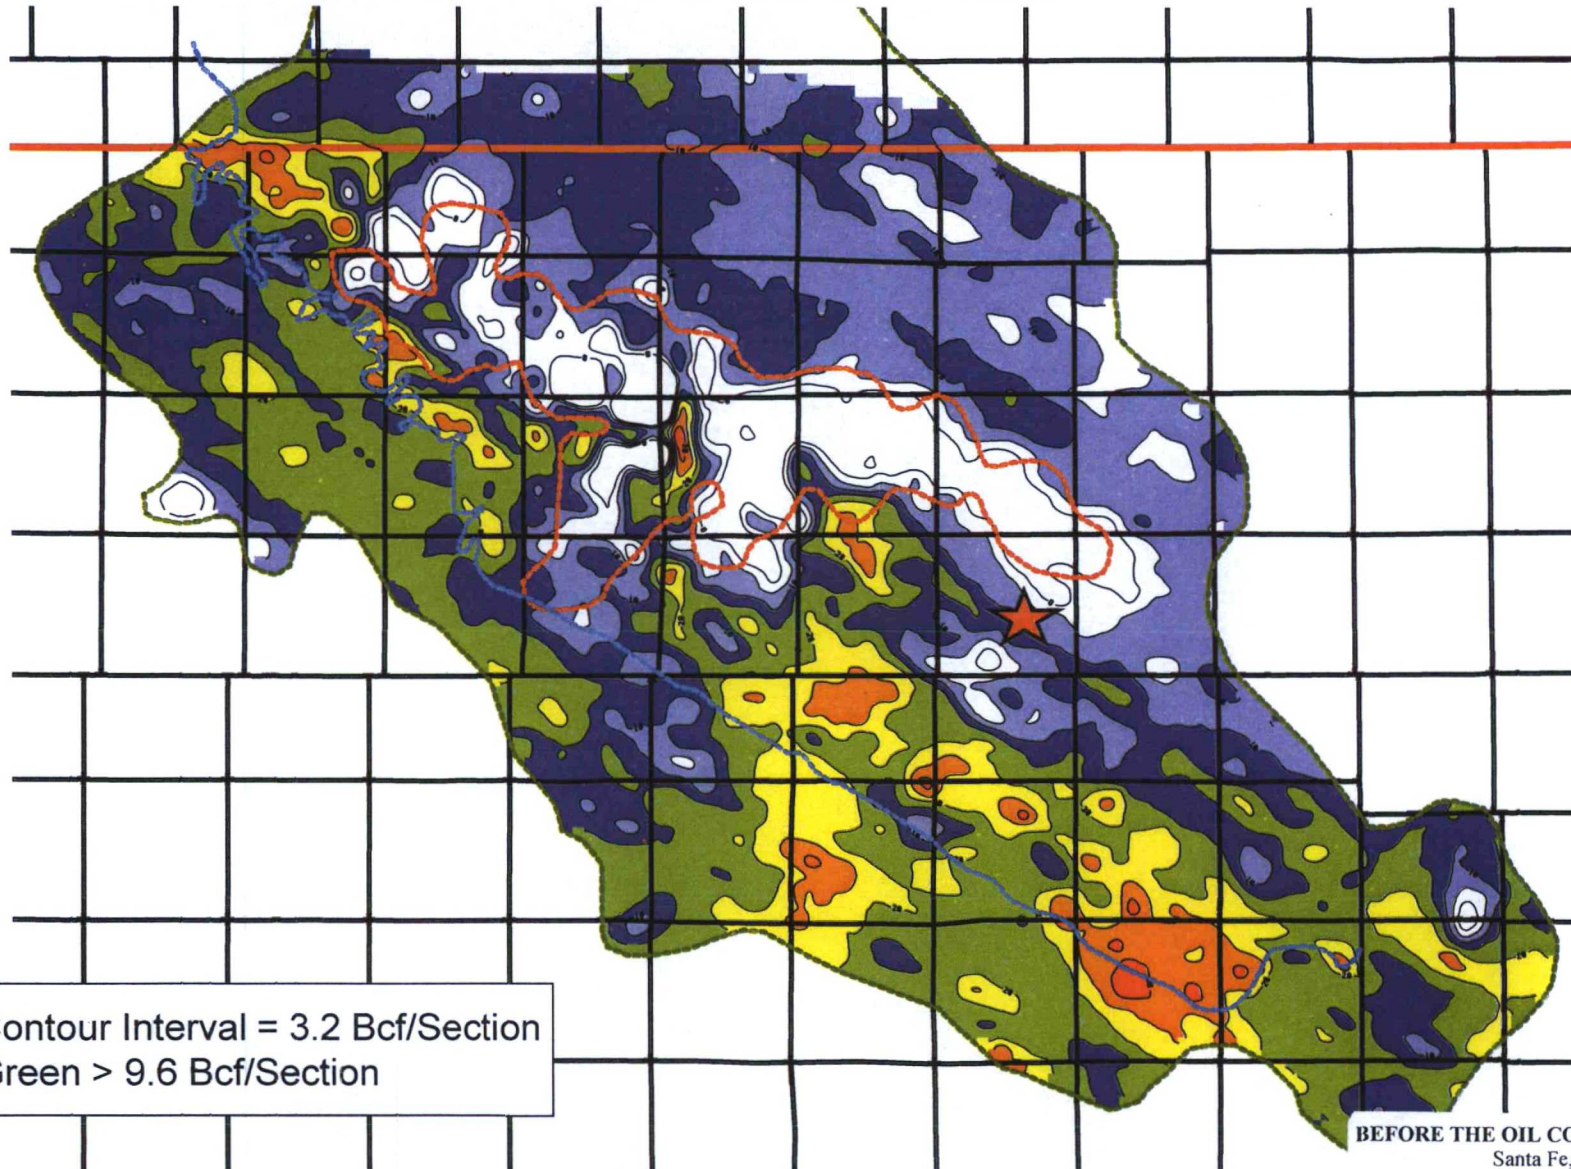 ontour Interval = 3.2 Bcf/Section
Green > 9.6 Bcf/Section
BEFORE THE OIL CO
Santa Fe,